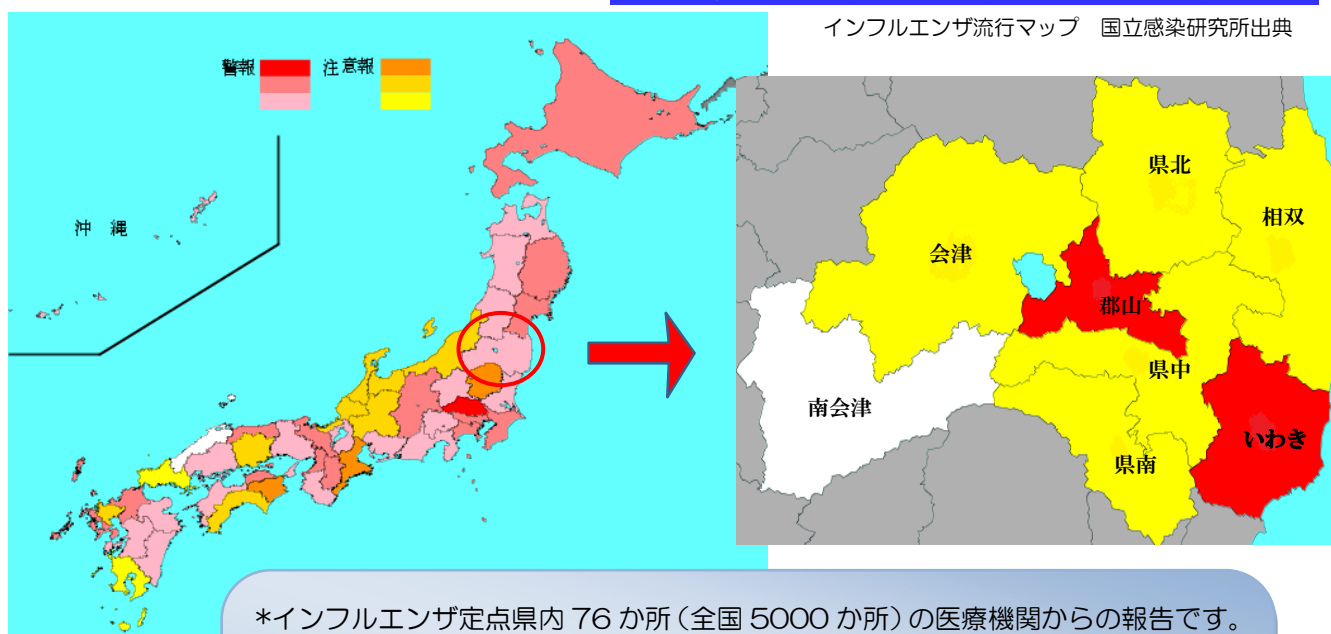 インフルエンザ流行マップ 国立感染研究所出典
警報 注意報
沖縄
県北
相双
会津
郡山
県中
南会津
いわき
県南
*インフルエンザ定点県内 76 か所(全国 5000 か所)の医療機関からの報告です。